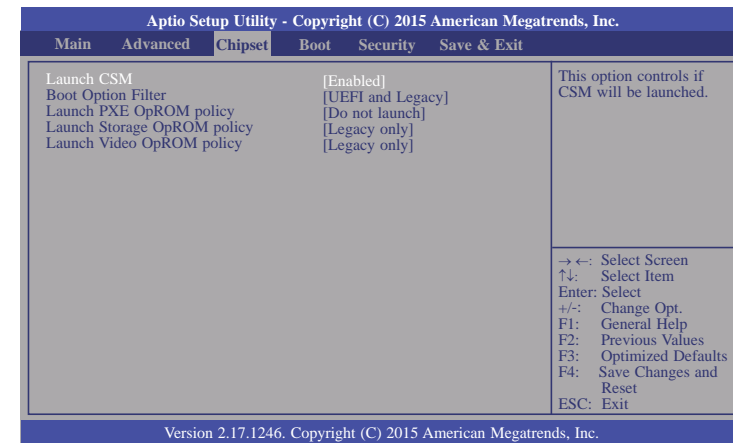 Aptio Setup Utility - Copyright (C) 2015 American Megatrends, Inc.
Main Advanced Chipset Boot Security Save & Exit
Launch CSM [Enabled]
Boot Option Filter [UEFI and Legacy]
Launch PXE OpROM policy [Do not launch]
Launch Storage OpROM policy [Legacy only]
Launch Video OpROM policy [Legacy only]
This option controls if
CSM will be launched.
→←: Select Screen
↑↓: Select Item
Enter: Select
+/-: Change Opt.
F1: General Help
F2: Previous Values
F3: Optimized Defaults
F4: Save Changes and
Reset
ESC: Exit
Version 2.17.1246. Copyright (C) 2015 American Megatrends, Inc.